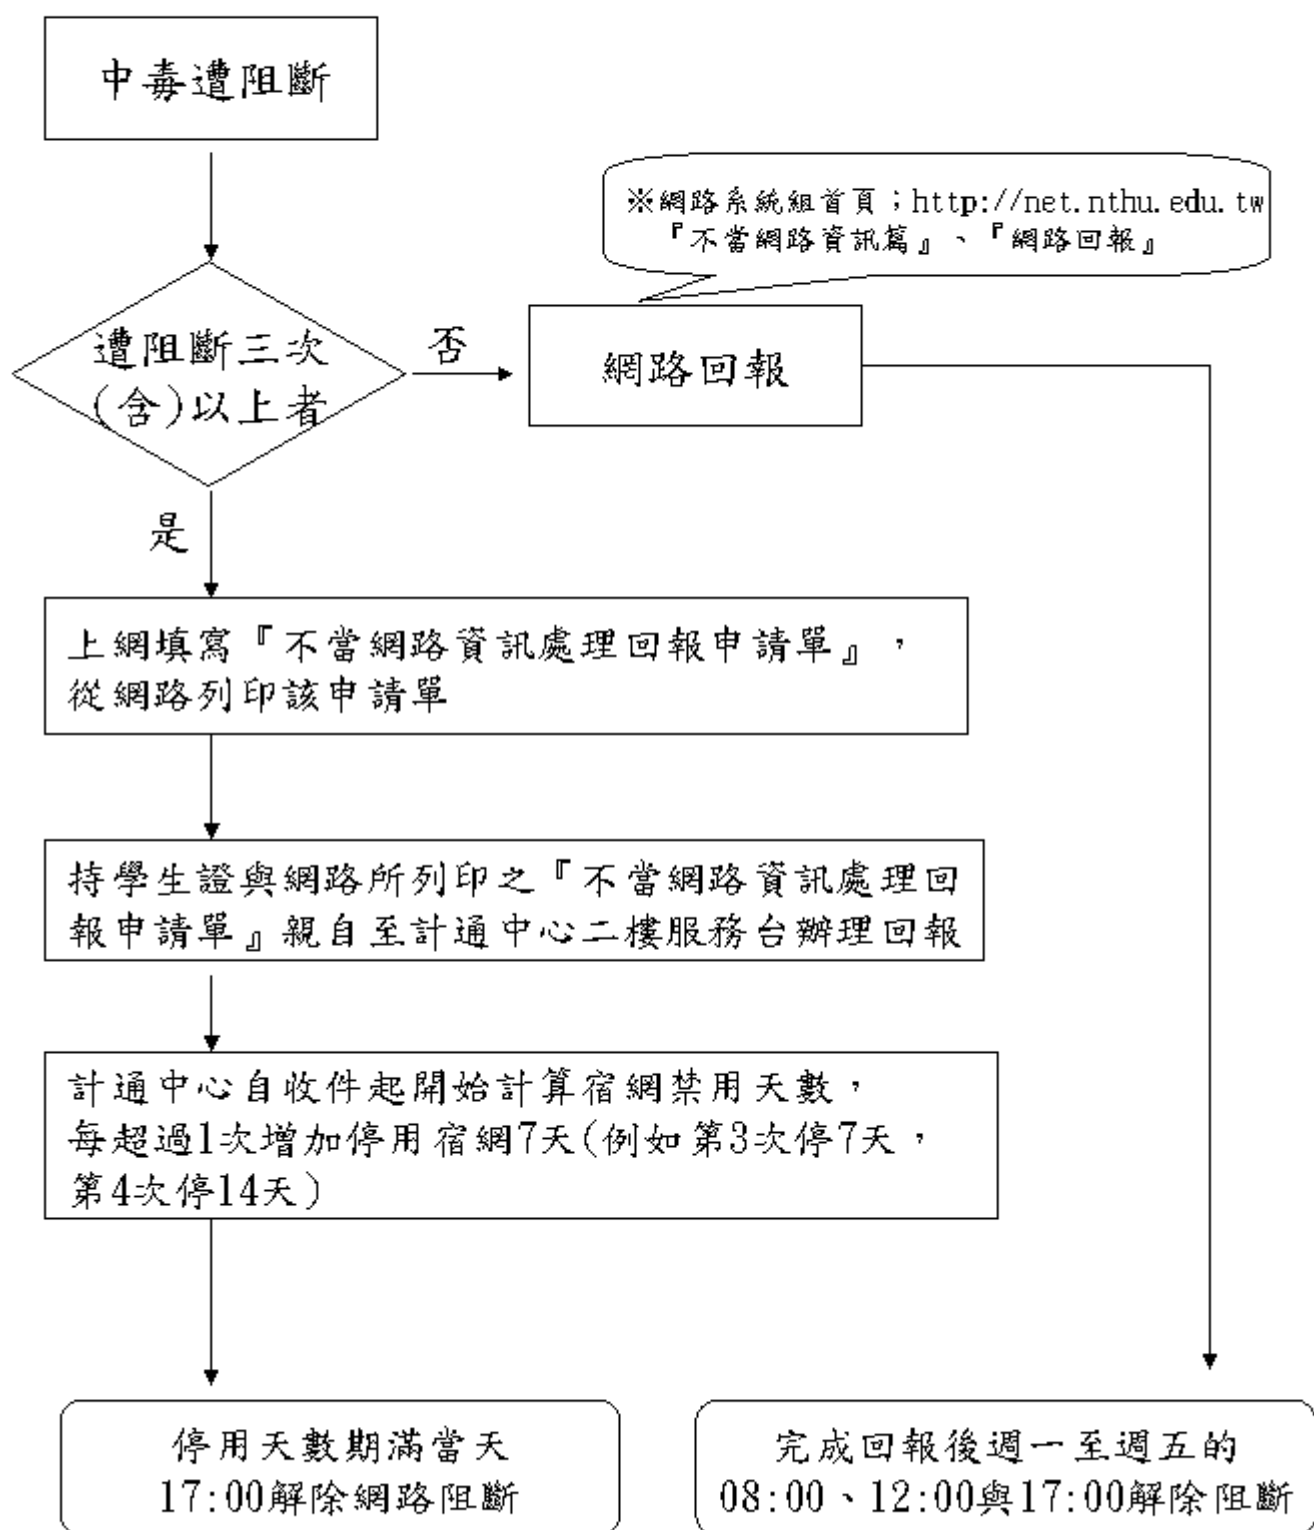 中毒遭阻斷
※網路系統組首頁；http://net.nthu.edu.tw
『不當網路資訊篇』、『網路回報』
遭阻斷三次
(含)以上者
否
網路回報
是
上網填寫『不當網路資訊處理回報申請單』，
從網路列印該申請單
持學生證與網路所列印之『不當網路資訊處理回
報申請單』親自至計通中心二樓服務台辦理回報
計通中心自收件起開始計算宿網禁用天數，
每超過1次增加停用宿網7天(例如第3次停7天，
第4次停14天)
停用天數期滿當天
17:00解除網路阻斷
完成回報後週一至週五的
08:00、12:00與17:00解除阻斷